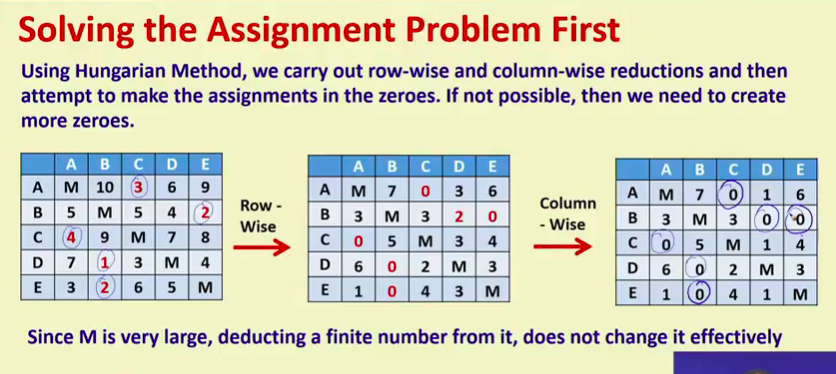 Solving the Assignment Problem First
Using Hungarian Method, we carry out row-wise and column-wise reductions and then
attempt to make the assignments in the zeroes. If not possible, then we need to create
more zeroes.
A B C D E
A M 10 3 6 9
B 5 M 5 4 2
C 4 9 M 7 8
D 7 1 3 M 4
E 3 2 6 5 M
Row -
Wise
A B C D E
A M 7 0 3 6
B 3 M 3 2 0
C 0 5 M 3 4
D 6 0 2 M 3
E 1 0 4 3 M
Column
- Wise
A B C D E
A M 7 0 1 6
B 3 M 3 0 0
C 0 5 M 1 4
D 6 0 2 M 3
E 1 0 4 1 M
Since M is very large, deducting a finite number from it, does not change it effectively